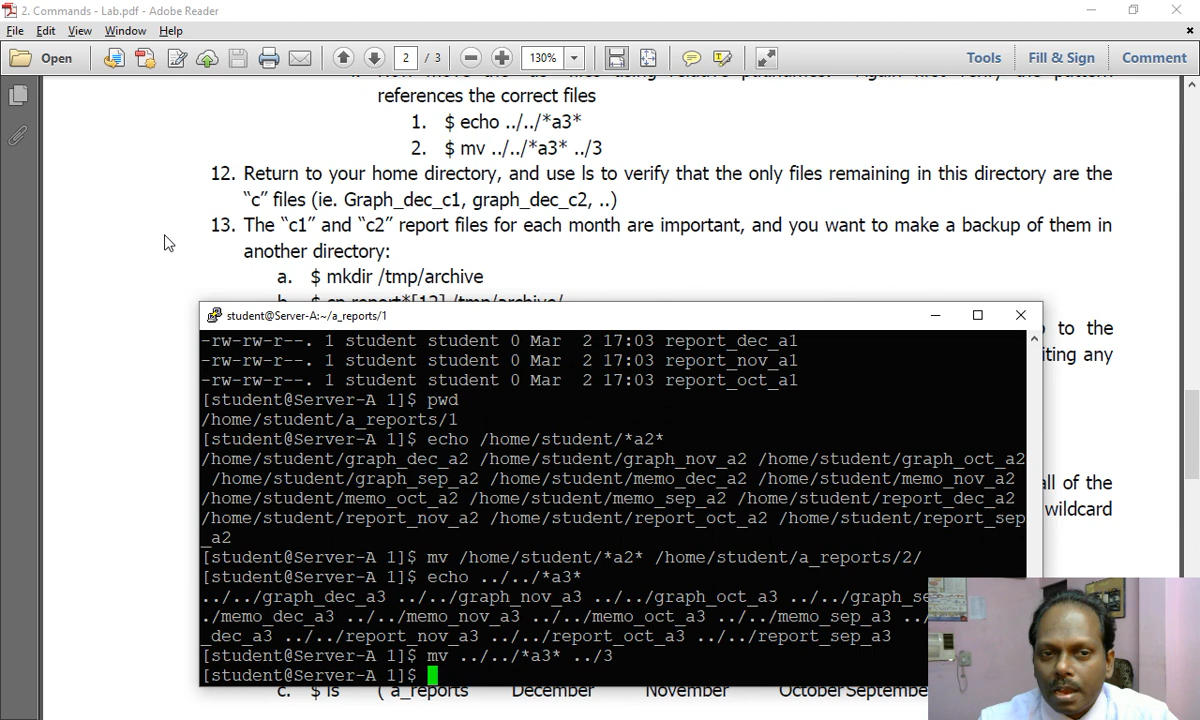 2. Commands - Lab.pdf - Adobe Reader
File Edit View Window Help
Open 2 / 3 130% Tools Fill & Sign Comment
references the correct files
1. $ echo ../../*a3*
2. $ mv ../../*a3* ../3
12. Return to your home directory, and use ls to verify that the only files remaining in this directory are the
“c” files (ie. Graph_dec_c1, graph_dec_c2, ..)
13. The “c1” and “c2” report files for each month are important, and you want to make a backup of them in
another directory:
a. $ mkdir /tmp/archive
b. $ cp report*[12] /tmp/archive/
to the
iting any
all of the
wildcard
student@Server-A:~/a_reports/1
-rw-rw-r--. 1 student student 0 Mar  2 17:03 report_dec_a1
-rw-rw-r--. 1 student student 0 Mar  2 17:03 report_nov_a1
-rw-rw-r--. 1 student student 0 Mar  2 17:03 report_oct_a1
[student@Server-A 1]$ pwd
/home/student/a_reports/1
[student@Server-A 1]$ echo /home/student/*a2*
/home/student/graph_dec_a2 /home/student/graph_nov_a2 /home/student/graph_oct_a2
/home/student/graph_sep_a2 /home/student/memo_dec_a2 /home/student/memo_nov_a2
/home/student/memo_oct_a2 /home/student/memo_sep_a2 /home/student/report_dec_a2
/home/student/report_nov_a2 /home/student/report_oct_a2 /home/student/report_sep
_a2
[student@Server-A 1]$ mv /home/student/*a2* /home/student/a_reports/2/
[student@Server-A 1]$ echo ../../*a3*
../../graph_dec_a3 ../../graph_nov_a3 ../../graph_oct_a3 ../../graph_se
./memo_dec_a3 ../../memo_nov_a3 ../../memo_oct_a3 ../../memo_sep_a3 ..
_dec_a3 ../../report_nov_a3 ../../report_oct_a3 ../../report_sep_a3
[student@Server-A 1]$ mv ../../*a3* ../3
[student@Server-A 1]$
c. $ ls ( a_reports December November OctoberSeptembe